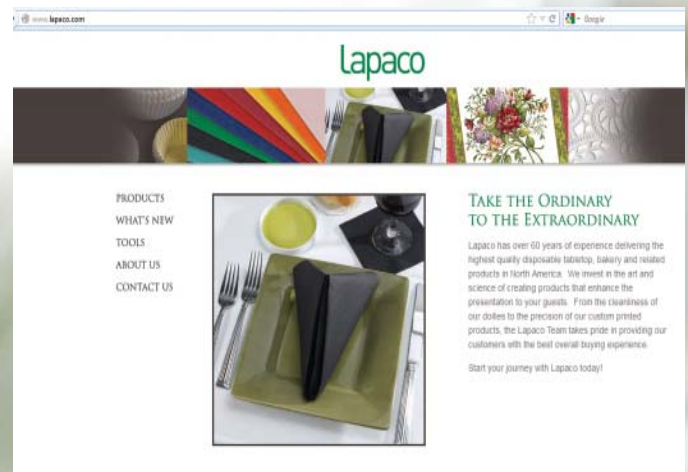 www.lapaco.com
Google
Lapaco
PRODUCTS
WHAT'S NEW
TOOLS
ABOUT US
CONTACT US
TAKE THE ORDINARY
TO THE EXTRAORDINARY
Lapaco has over 60 years of experience delivering the
highest quality disposable tabletop, bakery and related
products in North America. We invest in the art and
science of creating products that enhance the
presentation to your guests. From the cleanliness of
our doilies to the precision of our custom printed
products, the Lapaco Team takes pride in providing our
customers with the best overall buying experience.
Start your journey with Lapaco today!